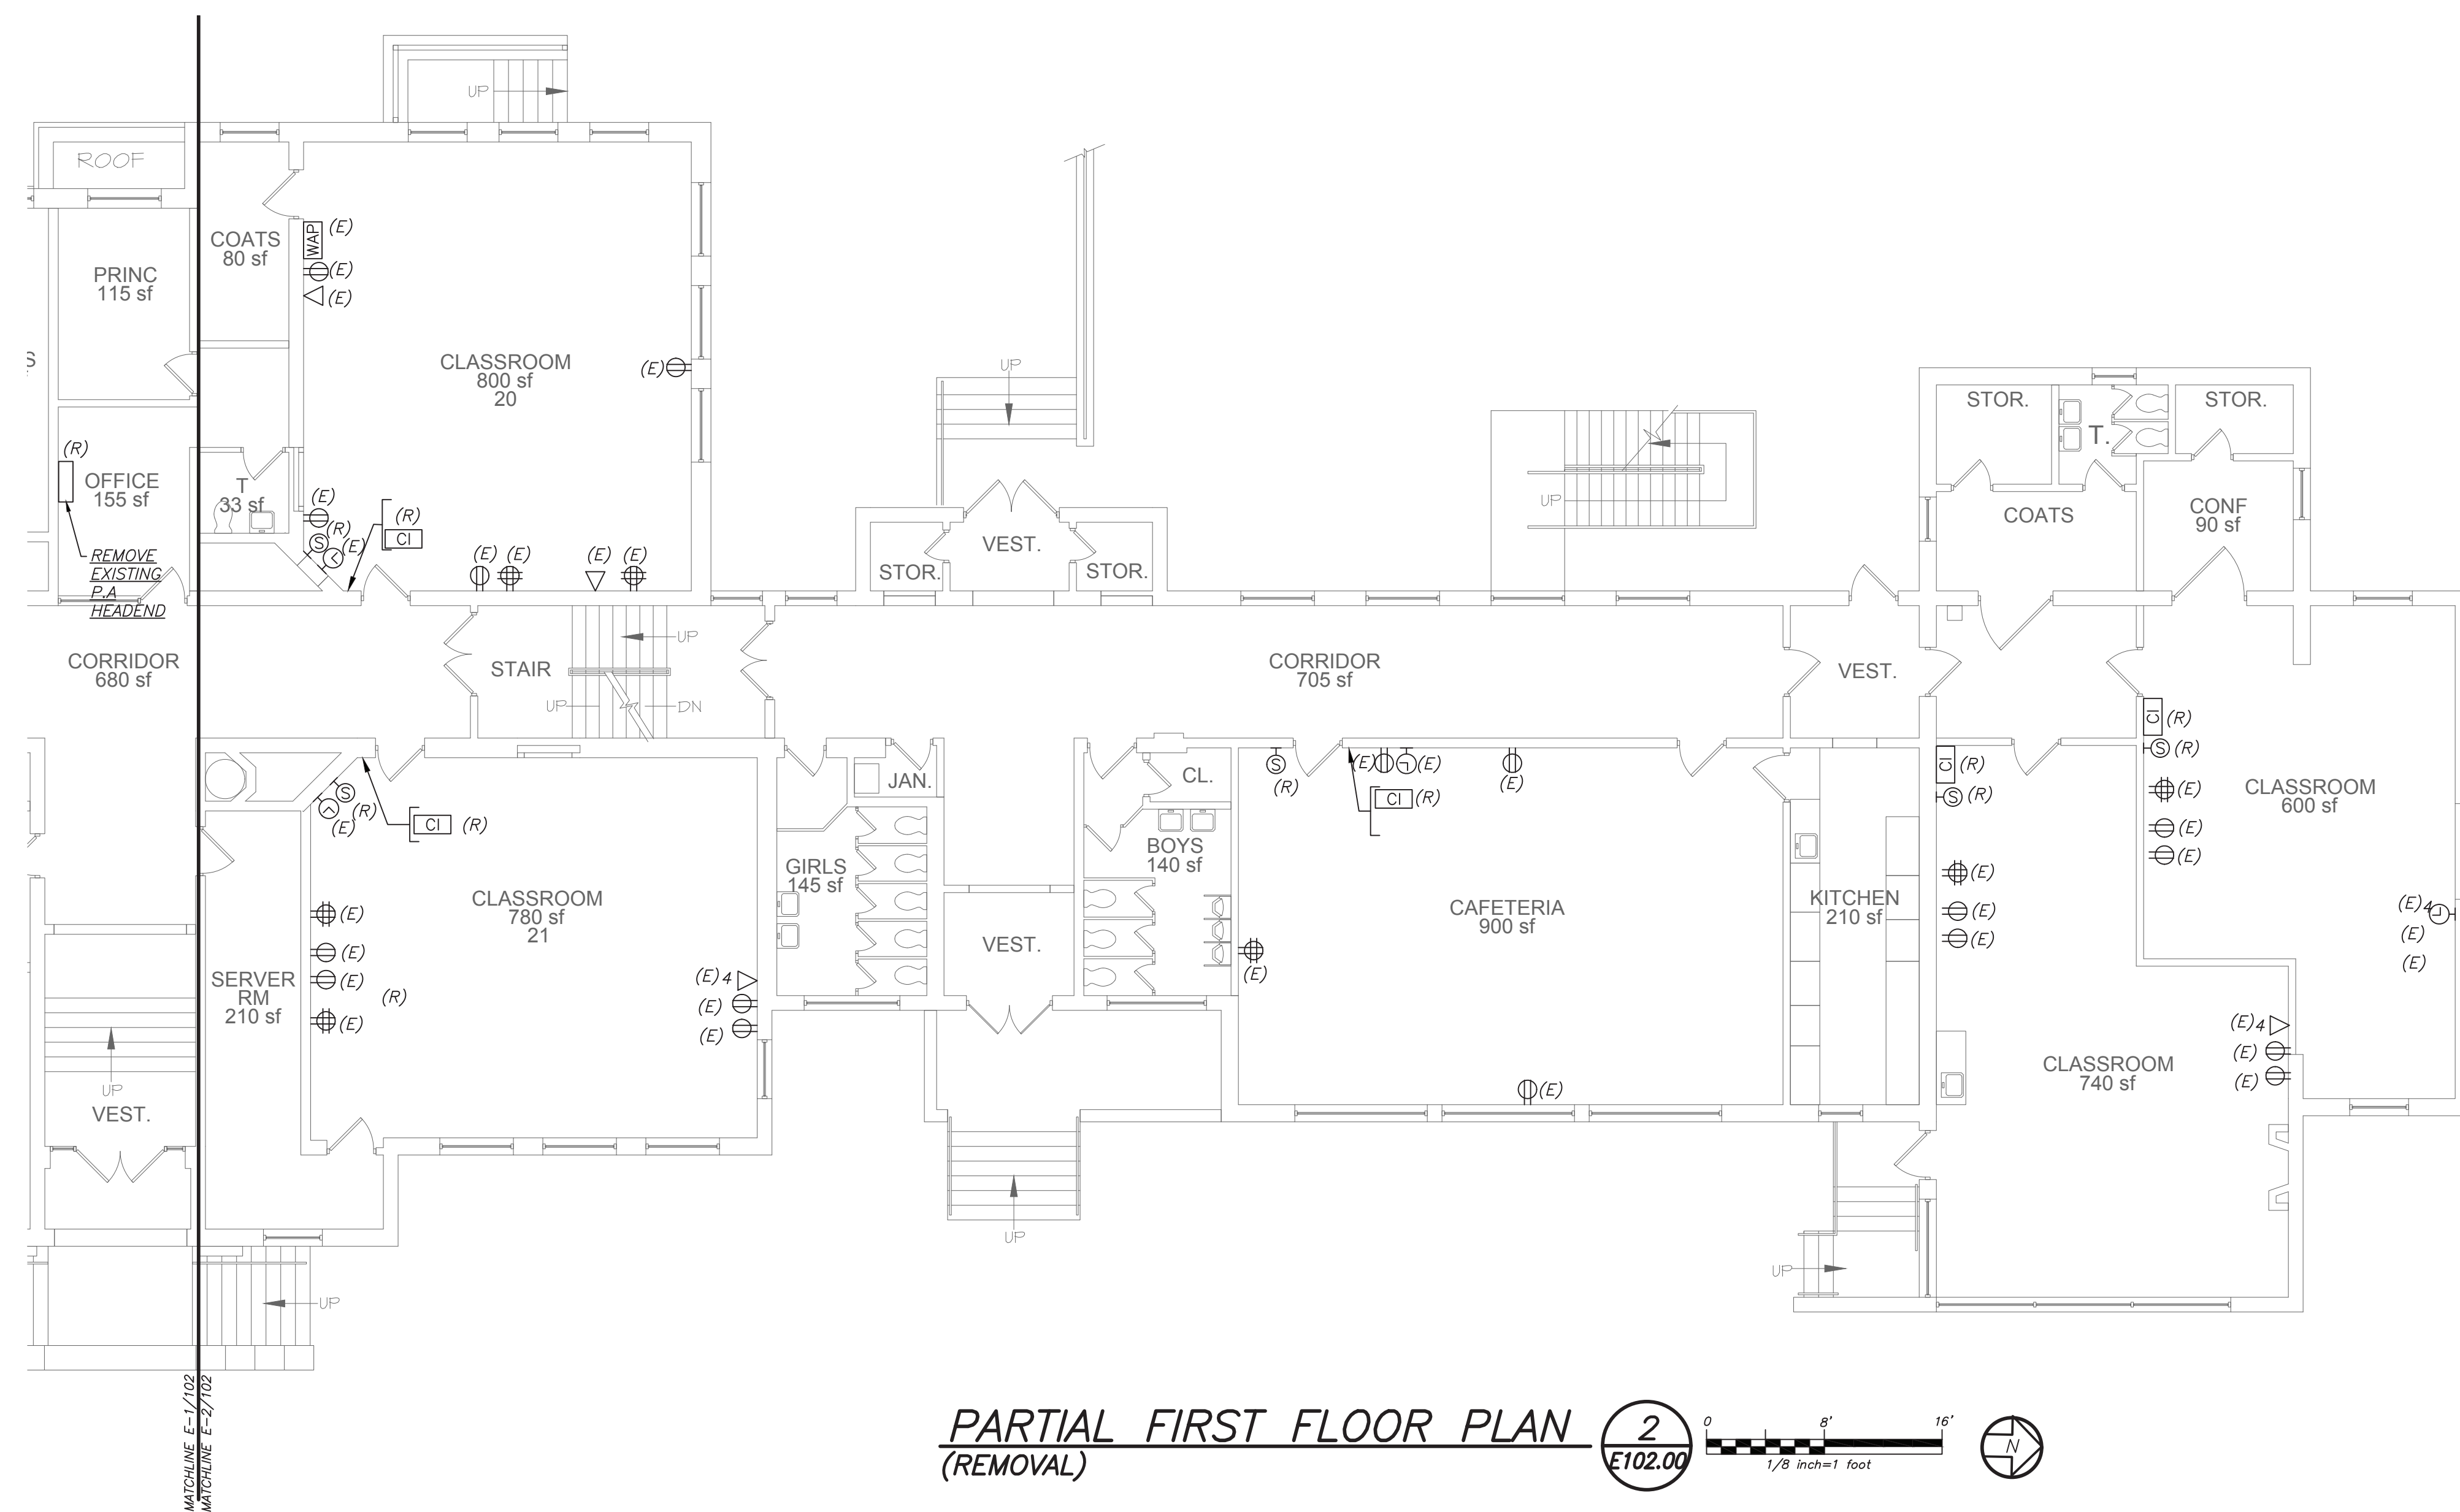 UP
ROOF
COATS
80 sf
WAP
(E)
(E)
(E)
PRINC
115 sf
S
CLASSROOM
800 sf
20
(E)
UP
STOR.
T.
STOR.
(R)
OFFICE
155 sf
T
33 sf
(E)
(R)
S
(E)
(R)
CI
UP
COATS
CONF
90 sf
REMOVE
EXISTING
P.A
HEADEND
(E)
(E)
(E)
(E)
STOR.
VEST.
STOR.
CORRIDOR
680 sf
STAIR
UP
UP
DN
CORRIDOR
705 sf
VEST.
CI
(R)
S
(R)
JAN.
CL.
S
(R)
(E)
(E)
(E)
CI
(R)
CI
(R)
S
(R)
S
(R)
(E)
CI
(R)
(E)
(E)
(E)
CLASSROOM
600 sf
GIRLS
145 sf
BOYS
140 sf
CLASSROOM
780 sf
21
(E)
(E)
(E)
(E)
(R)
CAFETERIA
900 sf
KITCHEN
210 sf
(E)
(E)
(E)
(E)4
(E)
(E)
VEST.
(E)
SERVER
RM
210 sf
(E)4
(E)
(E)
(E)4
(E)
(E)
CLASSROOM
740 sf
(E)
UP
VEST.
UP
UP
UP
MATCHLINE E-1/102
MATCHLINE E-2/102
PARTIAL FIRST FLOOR PLAN
(REMOVAL)
2
E102.00
0 8' 16'
1/8 inch=1 foot
N